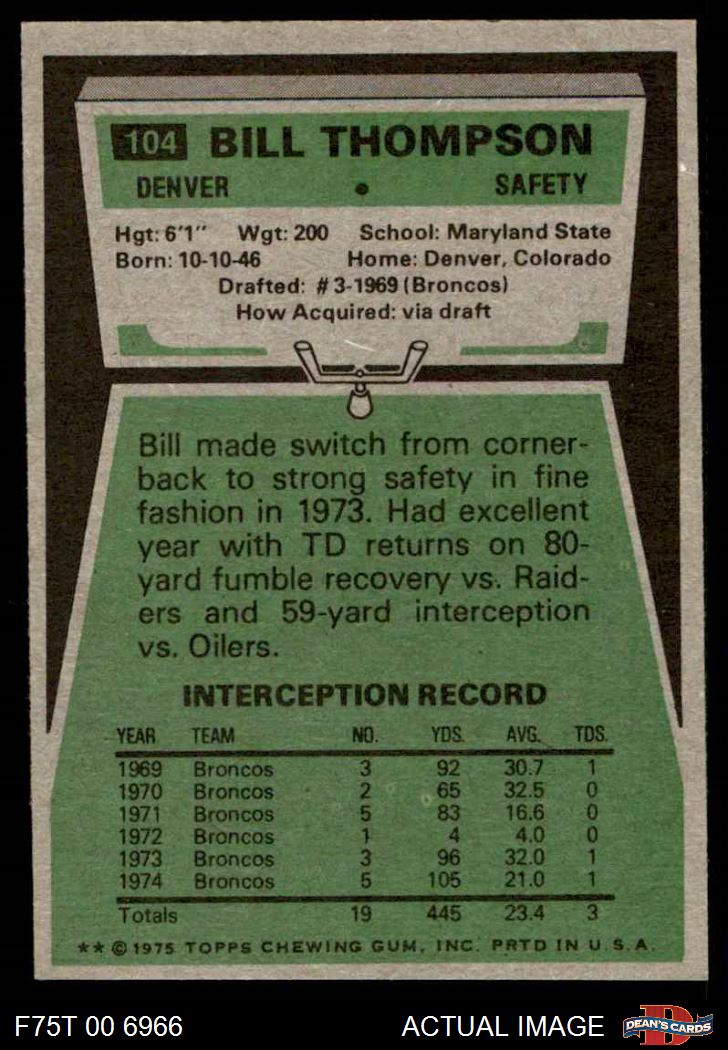 104 BILL THOMPSON
DENVER • SAFETY
Hgt: 6'1" Wgt: 200 School: Maryland State
Born: 10-10-46 Home: Denver, Colorado
Drafted: #3-1969 (Broncos)
How Acquired: via draft
Bill made switch from corner-
back to strong safety in fine
fashion in 1973. Had excellent
year with TD returns on 80-
yard fumble recovery vs. Raid-
ers and 59-yard interception
vs. Oilers.
INTERCEPTION RECORD
YEAR TEAM NO. YDS. AVG. TDS.
1969 Broncos 3 92 30.7 1
1970 Broncos 2 65 32.5 0
1971 Broncos 5 83 16.6 0
1972 Broncos 1 4 4.0 0
1973 Broncos 3 96 32.0 1
1974 Broncos 5 105 21.0 1
Totals 19 445 23.4 3
** © 1975 TOPPS CHEWING GUM, INC. PRTD IN U.S.A.
F75T 00 6966 ACTUAL IMAGE D DEAN'S CARDS